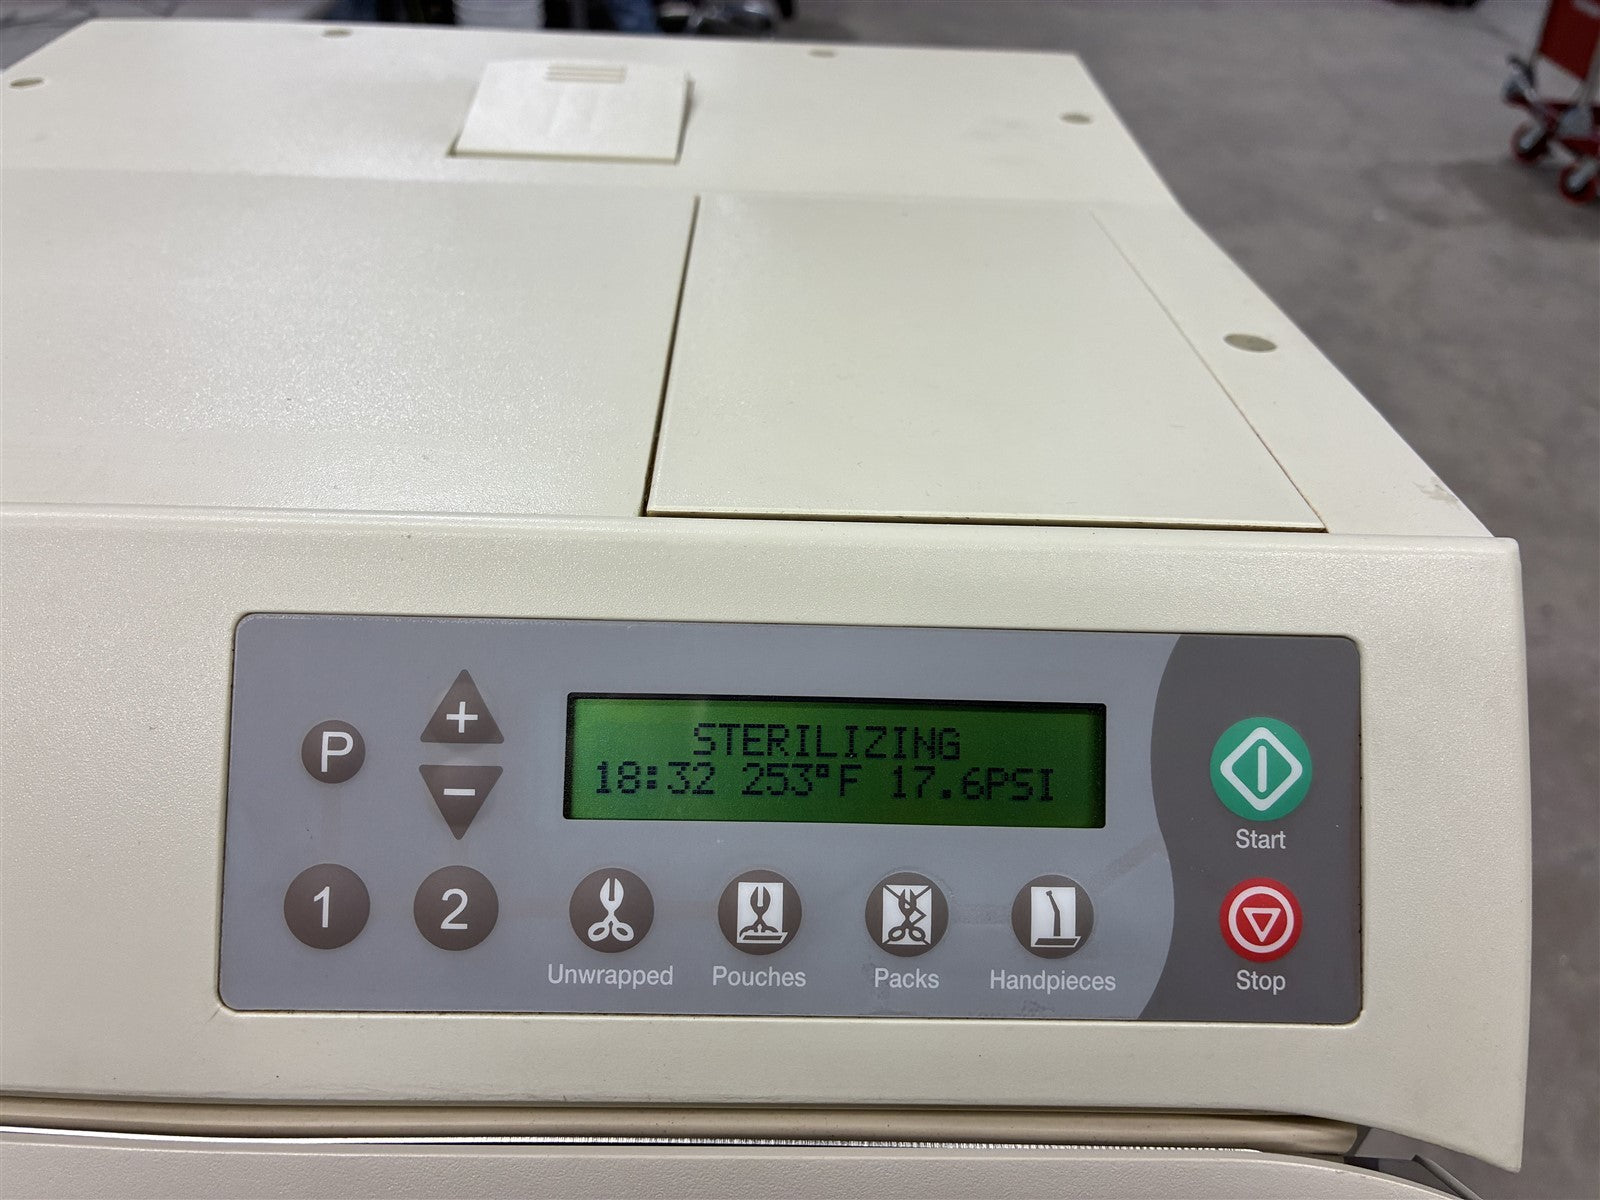 P
+
−
STERILIZING
18:32 253°F 17.6PSI
Start
1
2
Unwrapped
Pouches
Packs
Handpieces
Stop